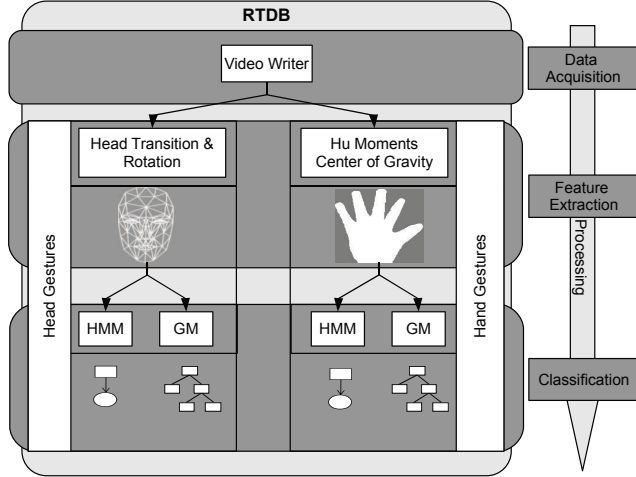 RTDB
Video Writer
Data
Acquisition
Head Transition &
Rotation
Hu Moments
Center of Gravity
Feature
Extraction
Processing
Head Gestures
Hand Gestures
HMM
GM
HMM
GM
Classification